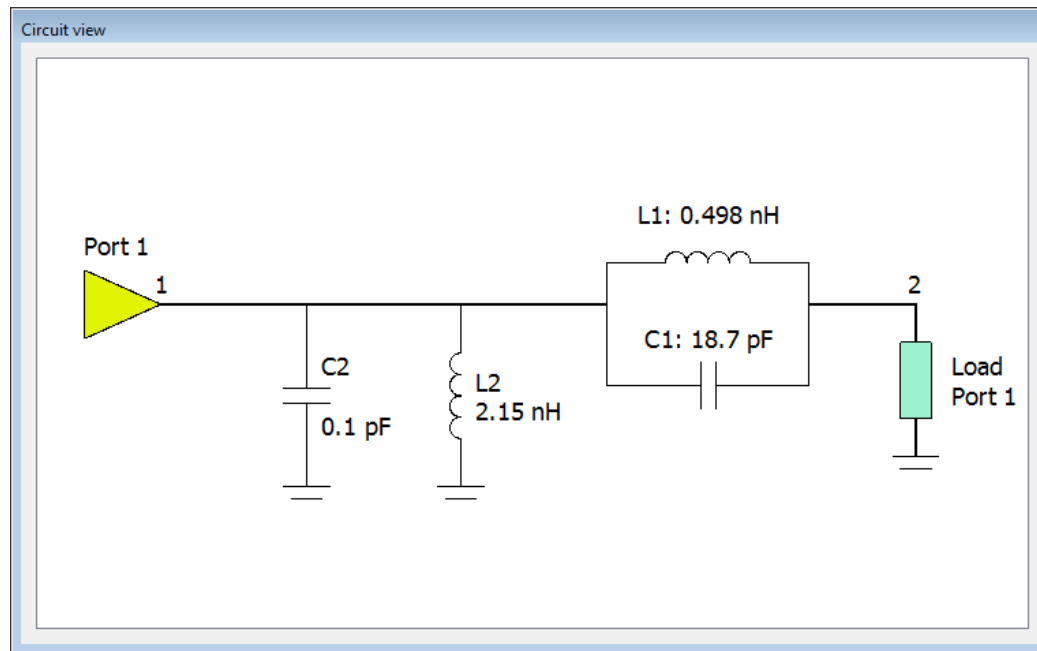 Circuit view
L1: 0.498 nH
Port 1
1
2
C1: 18.7 pF
C2
0.1 pF
L2
2.15 nH
Load
Port 1